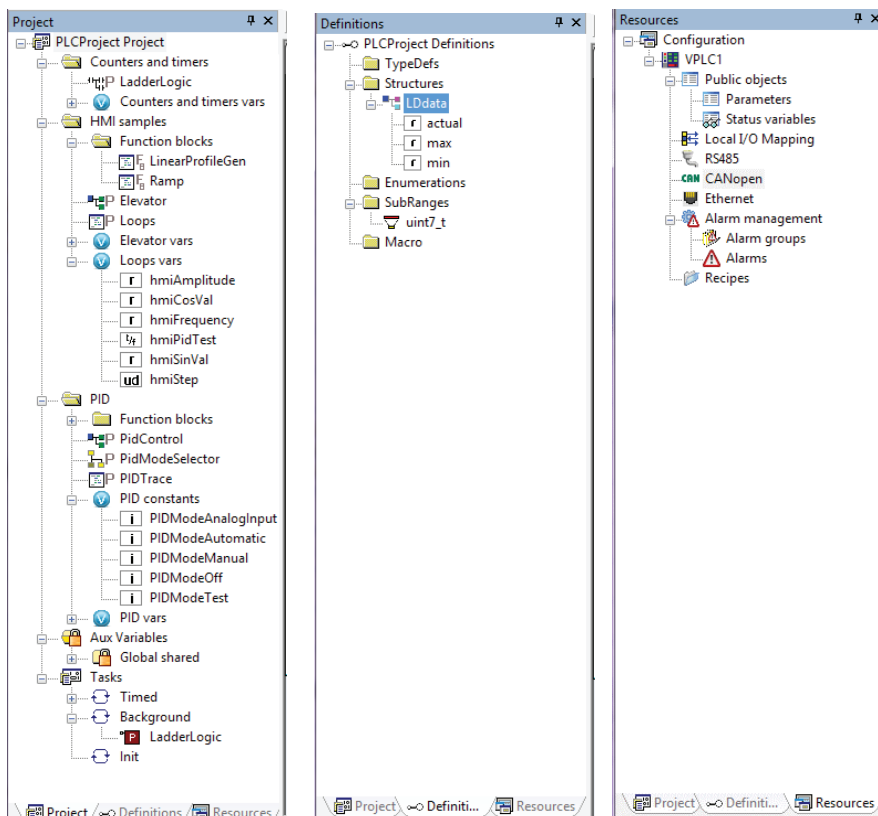 Project
PLCProject Project
Counters and timers
LadderLogic
Counters and timers vars
HMI samples
Function blocks
LinearProfileGen
Ramp
Elevator
Loops
Elevator vars
Loops vars
hmiAmplitude
hmiCosVal
hmiFrequency
hmiPidTest
hmiSinVal
hmiStep
PID
Function blocks
PidControl
PidModeSelector
PIDTrace
PID constants
PIDModeAnalogInput
PIDModeAutomatic
PIDModeManual
PIDModeOff
PIDModeTest
PID vars
Aux Variables
Global shared
Tasks
Timed
Background
LadderLogic
Init
Project Definitions Resources
Definitions
PLCProject Definitions
TypeDefs
Structures
LDdata
actual
max
min
Enumerations
SubRanges
uint7_t
Macro
Project Definiti... Resources
Resources
Configuration
VPLC1
Public objects
Parameters
Status variables
Local I/O Mapping
RS485
CAN CANopen
Ethernet
Alarm management
Alarm groups
Alarms
Recipes
Project Definiti... Resources